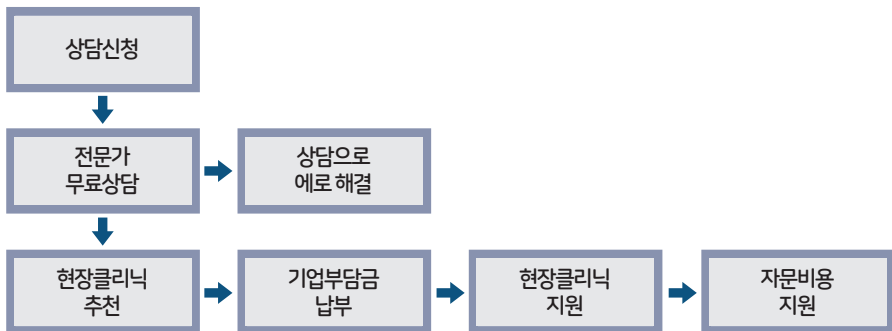 상담신청
전문가
무료상담
상담으로
에로 해결
현장클리닉
추천
기업부담금
납부
현장클리닉
지원
자문비용
지원